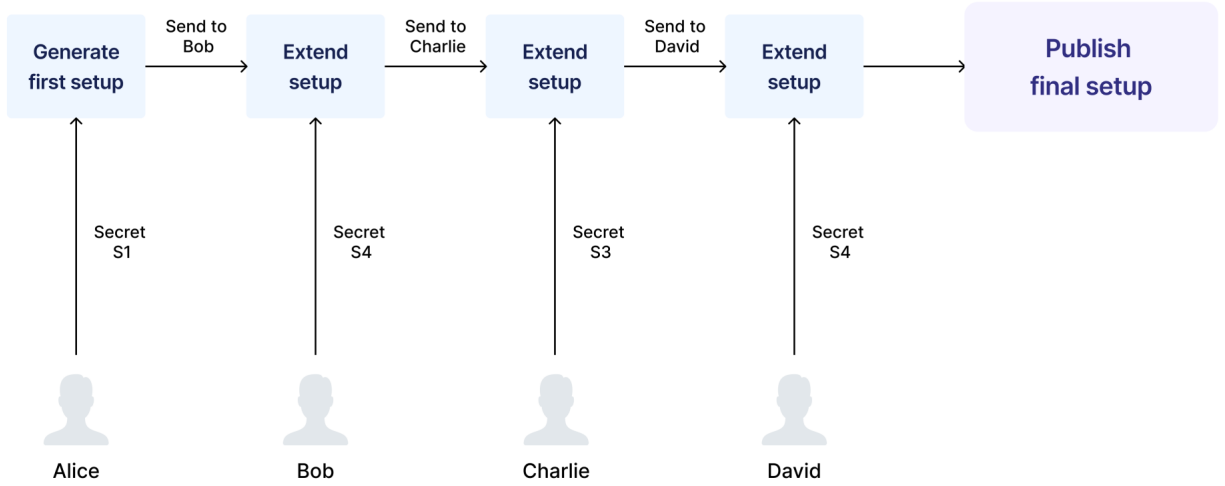 Generate
first setup
Send to
Bob
Extend
setup
Send to
Charlie
Extend
setup
Send to
David
Extend
setup
Publish
final setup
Secret
S1
Secret
S4
Secret
S3
Secret
S4
Alice
Bob
Charlie
David